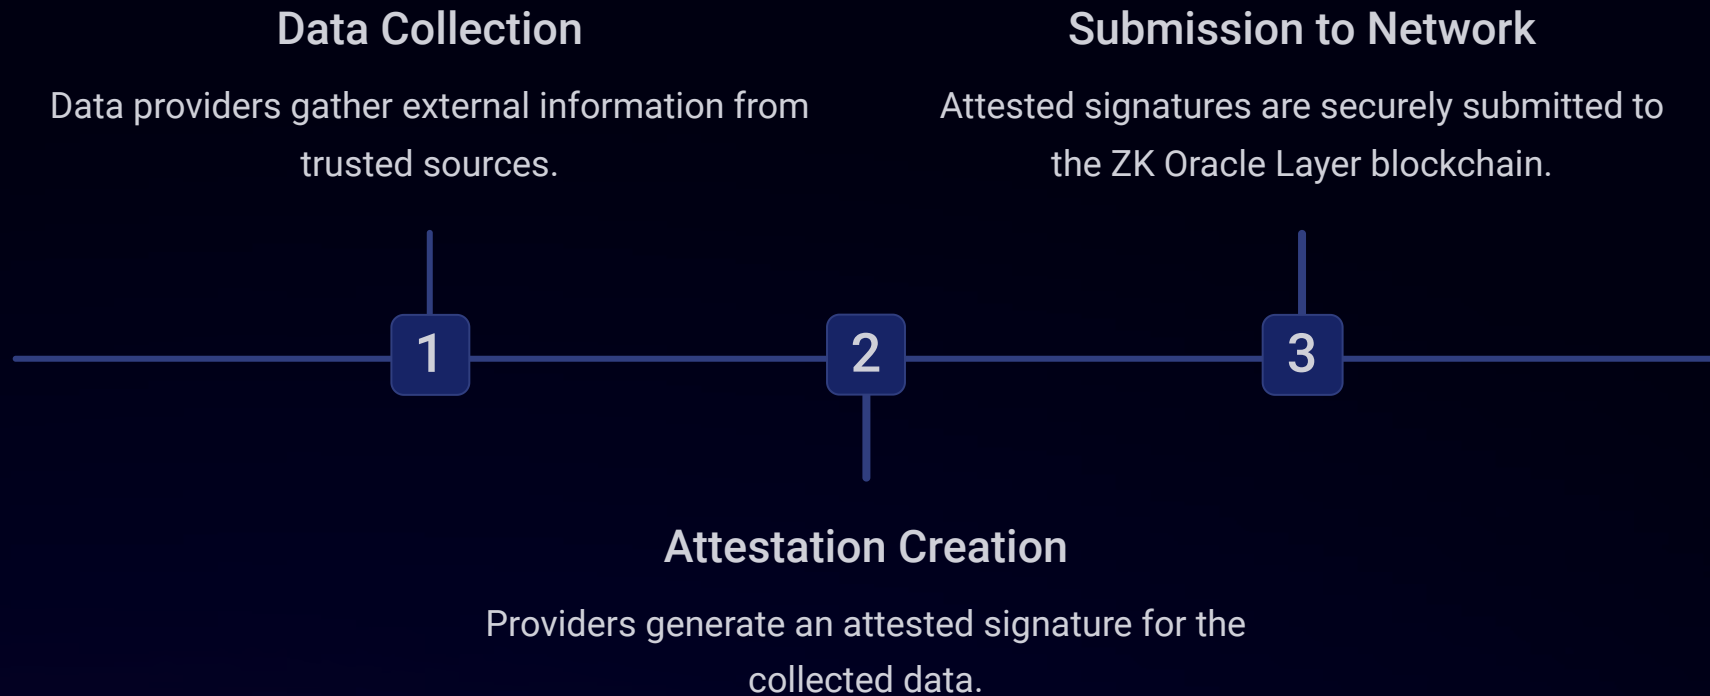 Data Collection
Data providers gather external information from
trusted sources.
Submission to Network
Attested signatures are securely submitted to
the ZK Oracle Layer blockchain.
1
2
3
Attestation Creation
Providers generate an attested signature for the
collected data.